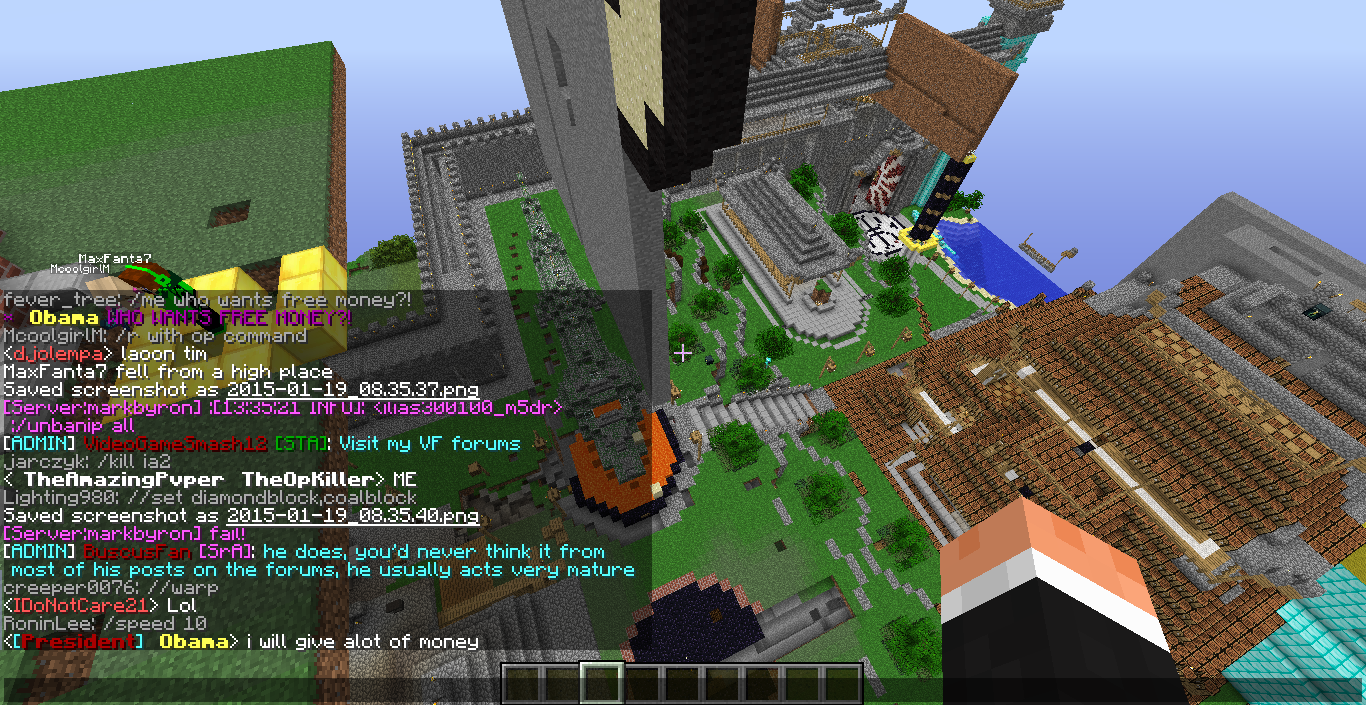 MaxFanta7
McoolgirlM
fever_tree: /me who wants free money?!
* Obama WHO WANTS FREE MONEY?!
McoolgirlM: /r with op command
<djolempa> laoon tim
MaxFanta7 fell from a high place
Saved screenshot as 2015-01-19_08.35.37.png
[Server:markbyron] :[13:35:21 INFO]: <ilias300100_m5dr>
:/unbanip all
[ADMIN] VideoGameSmash12 [STA]: Visit my VF forums
jarczyk: /kill ia2
< TheAmazingPvper TheOpKiller> ME
Lighting980: //set diamondblock,coalblock
Saved screenshot as 2015-01-19_08.35.40.png
[Server:markbyron] fail!
[ADMIN] BuscusFan [SrA]: he does, you'd never think it from
most of his posts on the forums, he usually acts very mature
creeper0076: //warp
<IDoNotCare21> Lol
RoninLee: /speed 10
<[President] Obama> i will give alot of money